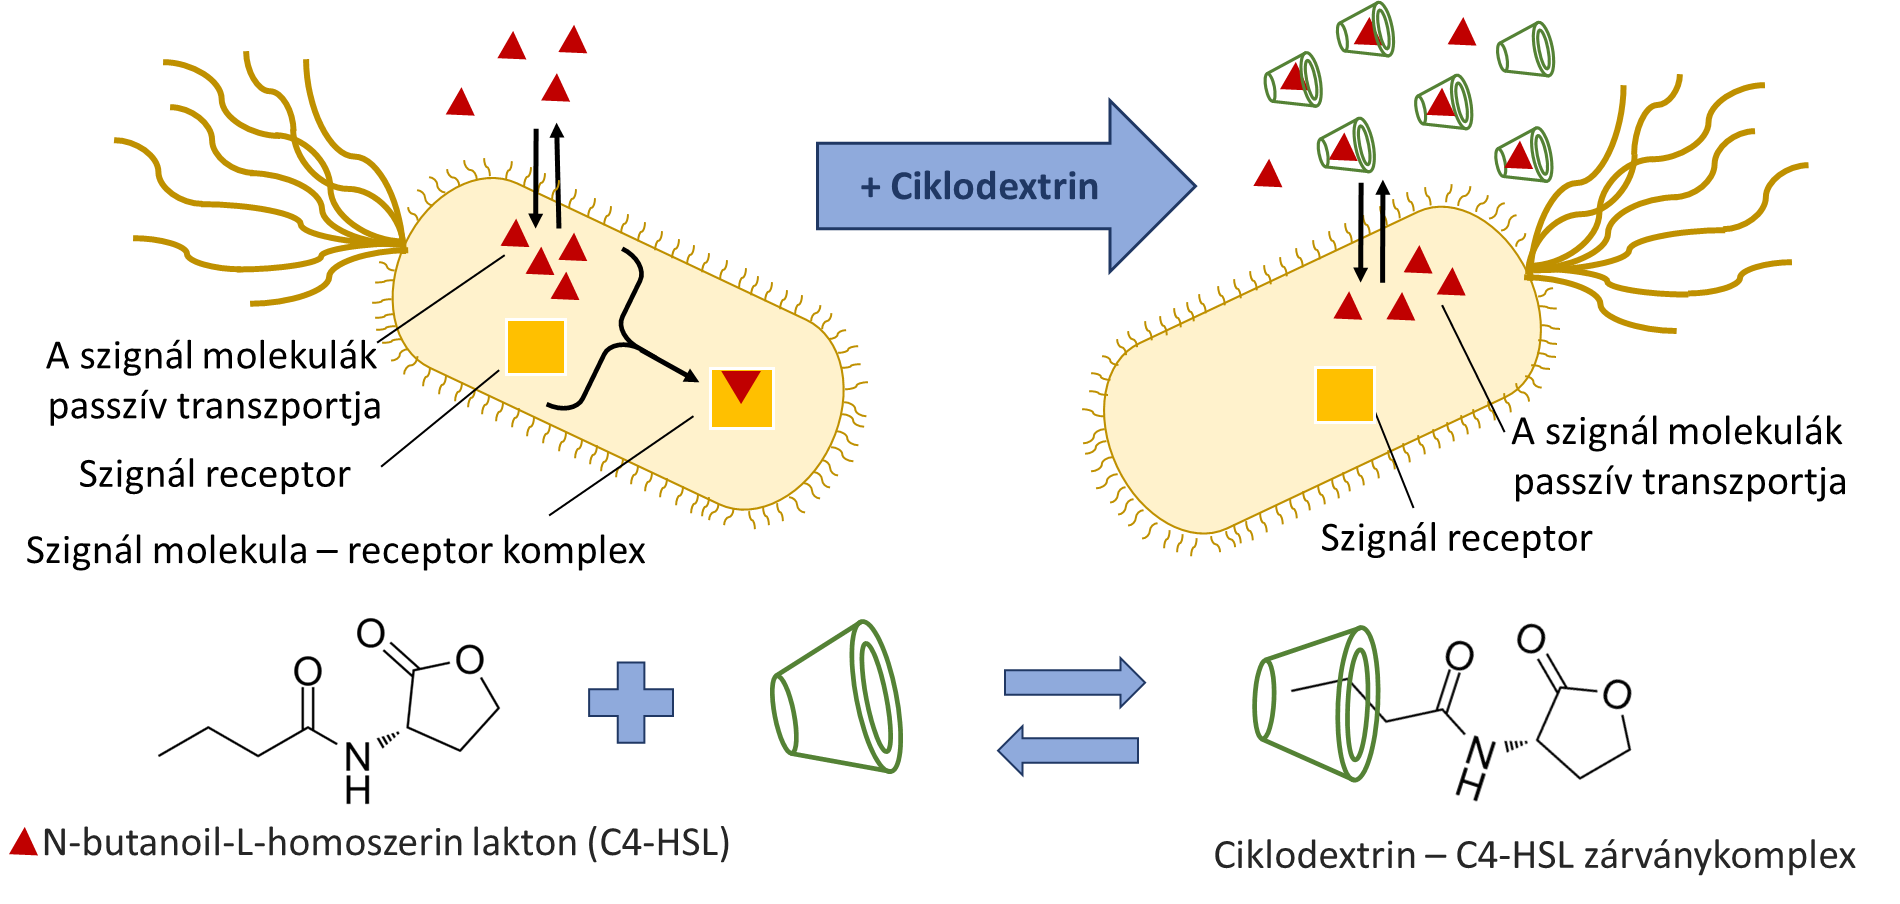 + Ciklodextrin
A szignál molekulák
passzív transzportja
Szignál receptor
Szignál molekula – receptor komplex
A szignál molekulák
passzív transzportja
Szignál receptor
O
O
O
N
H
N-butanoil-L-homoszerin lakton (C4-HSL)
O
O
O
N
H
Ciklodextrin – C4-HSL zárványkomplex